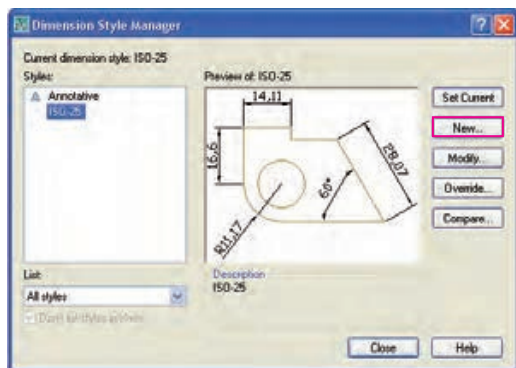 Dimension Style Manager
Current dimension style: ISO-25
Styles:
Annotative
ISO-25
Preview of: ISO-25
14,11
16,6
28,07
60°
R11,17
Set Current
New...
Modify...
Override...
Compare...
List:
All styles
Description
ISO-25
Close
Help